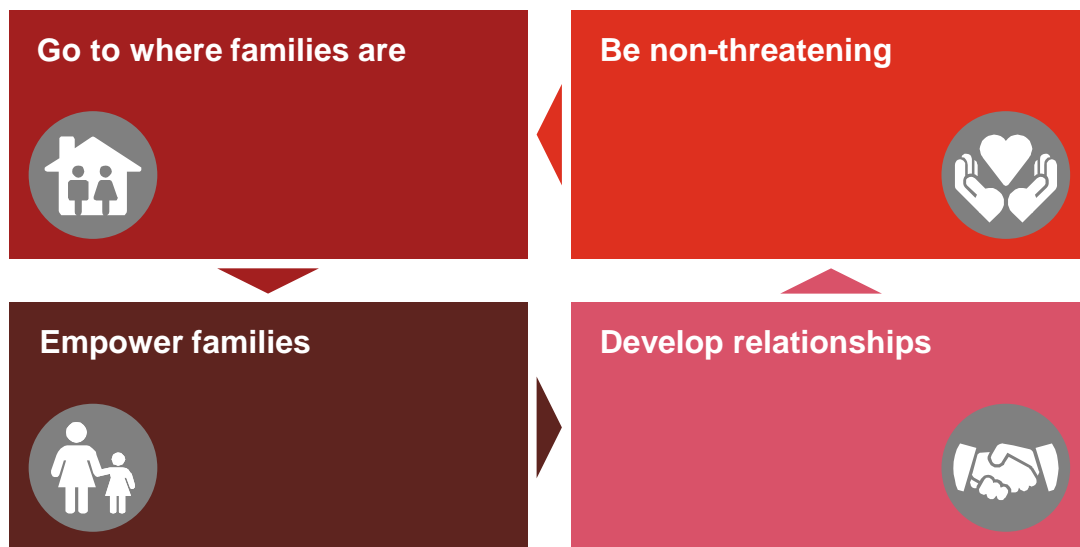 Go to where families are
Be non-threatening
Empower families
Develop relationships